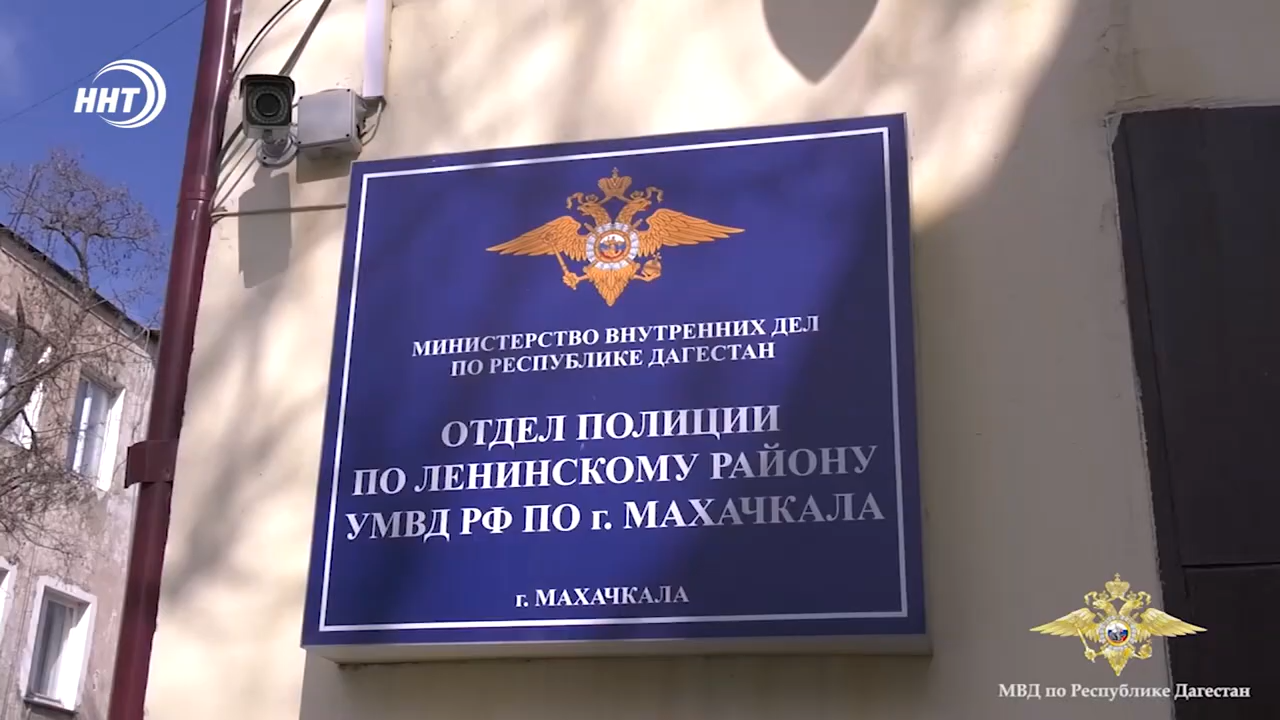 ННТ
МИНИСТЕРСТВО ВНУТРЕННИХ ДЕЛ
ПО РЕСПУБЛИКЕ ДАГЕСТАН
ОТДЕЛ ПОЛИЦИИ
ПО ЛЕНИНСКОМУ РАЙОНУ
УМВД РФ ПО г. МАХАЧКАЛА
г. МАХАЧКАЛА
МВД по Республике Дагестан